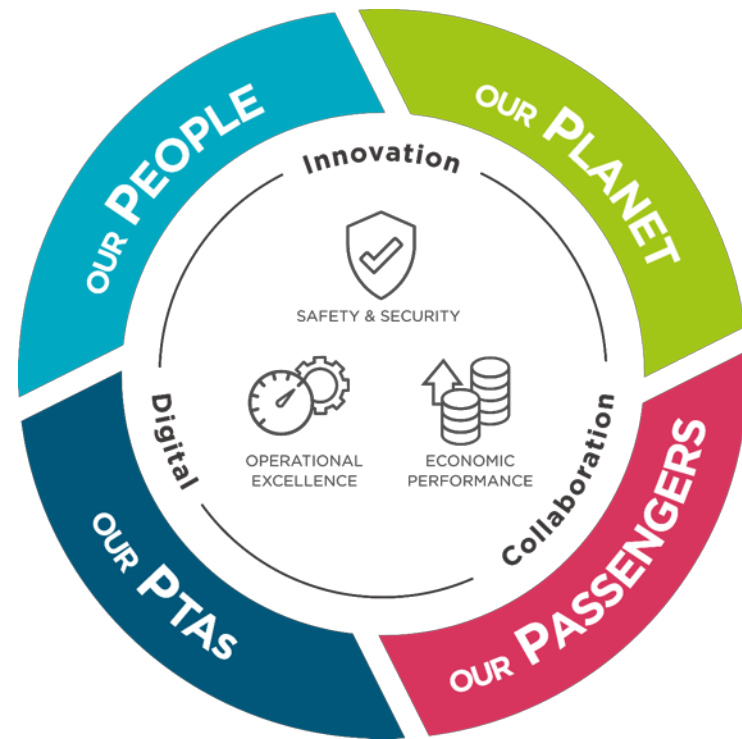 OUR PEOPLE
OUR PLANET
Innovation
SAFETY & SECURITY
Digital
OPERATIONAL
EXCELLENCE
ECONOMIC
PERFORMANCE
Collaboration
OUR PTAs
OUR PASSENGERS